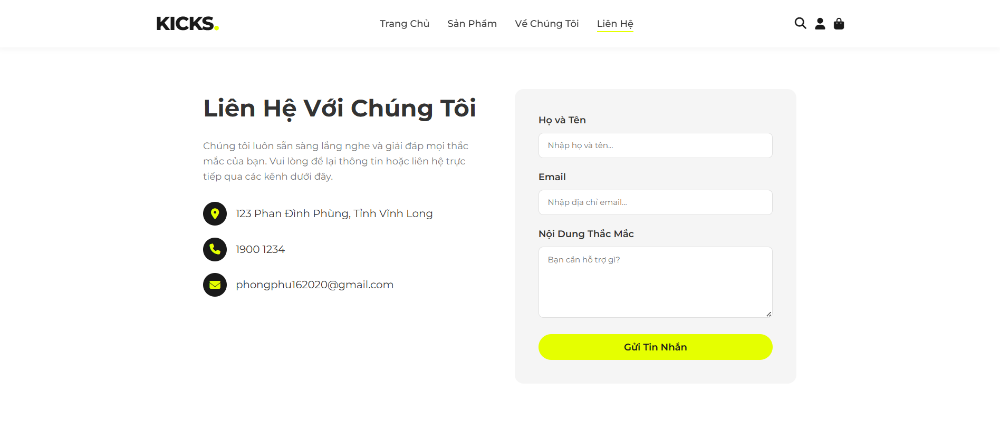 KICKS.
Trang Chủ
Sản Phẩm
Về Chúng Tôi
Liên Hệ
Liên Hệ Với Chúng Tôi
Chúng tôi luôn sẵn sàng lắng nghe và giải đáp mọi thắc
mắc của bạn. Vui lòng để lại thông tin hoặc liên hệ trực
tiếp qua các kênh dưới đây.
123 Phan Đình Phùng, Tỉnh Vĩnh Long
1900 1234
phongphu162020@gmail.com
Họ và Tên
Nhập họ và tên...
Email
Nhập địa chỉ email...
Nội Dung Thắc Mắc
Bạn cần hỗ trợ gì?
Gửi Tin Nhắn